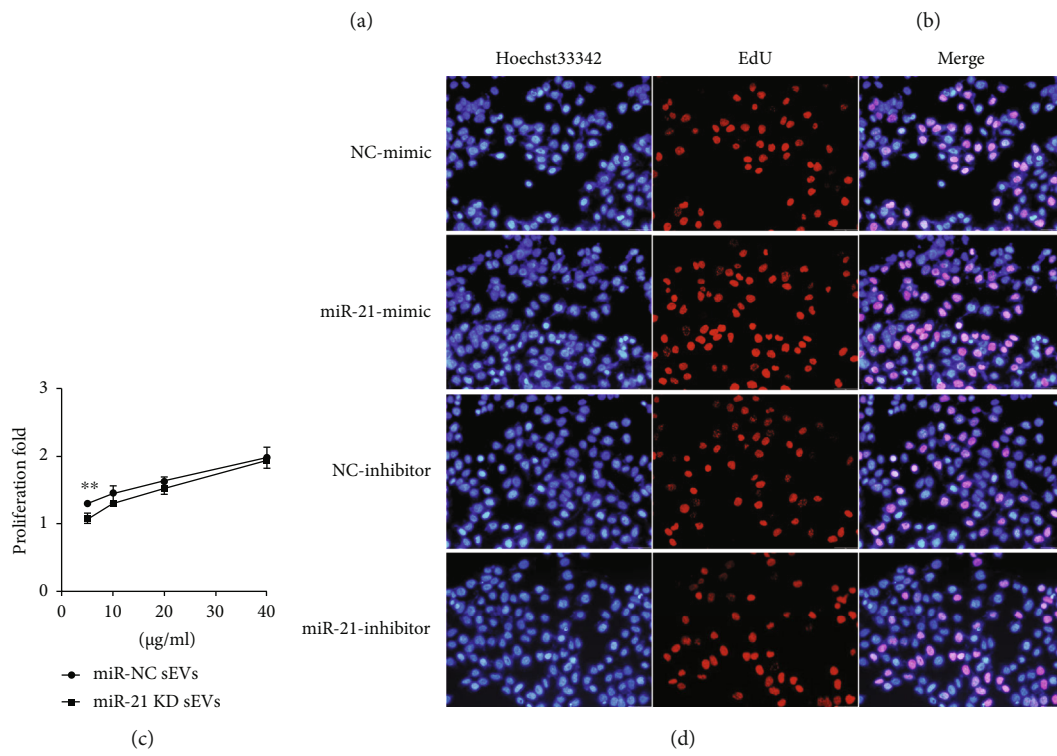 (a)
(b)
Hoechst33342
EdU
Merge
NC-mimic
miR-21-mimic
NC-inhibitor
miR-21-inhibitor
Proliferation fold
3
2
1
0
**
0
10
20
30
40
(μg/ml)
miR-NC sEVs
miR-21 KD sEVs
(c)
(d)